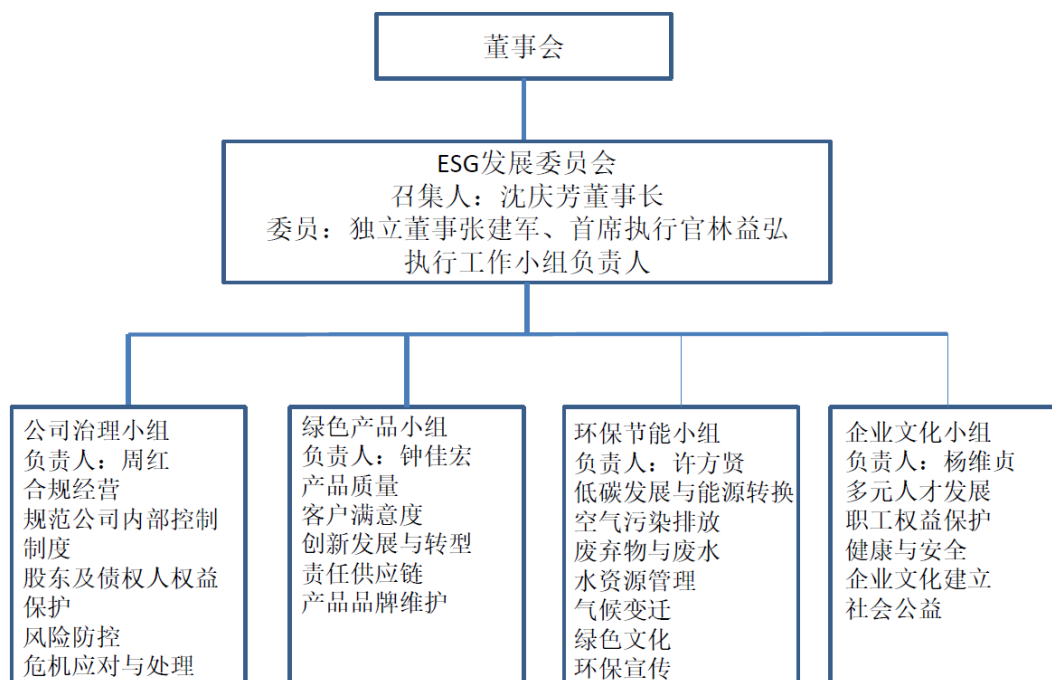 董事会
ESG发展委员会
召集人：沈庆芳董事长
委员：独立董事张建军、首席执行官林益弘
执行工作小组负责人
公司治理小组
负责人：周红
合规经营
规范公司内部控制
制度
股东及债权人权益
保护
风险防控
危机应对与处理
绿色产品小组
负责人：钟佳宏
产品质量
客户满意度
创新发展与转型
责任供应链
产品品牌维护
环保节能小组
负责人：许方贤
低碳发展与能源转换
空气污染排放
废弃物与废水
水资源管理
气候变迁
绿色文化
环保宣传
企业文化小组
负责人：杨维贞
多元人才发展
职工权益保护
健康与安全
企业文化建立
社会公益